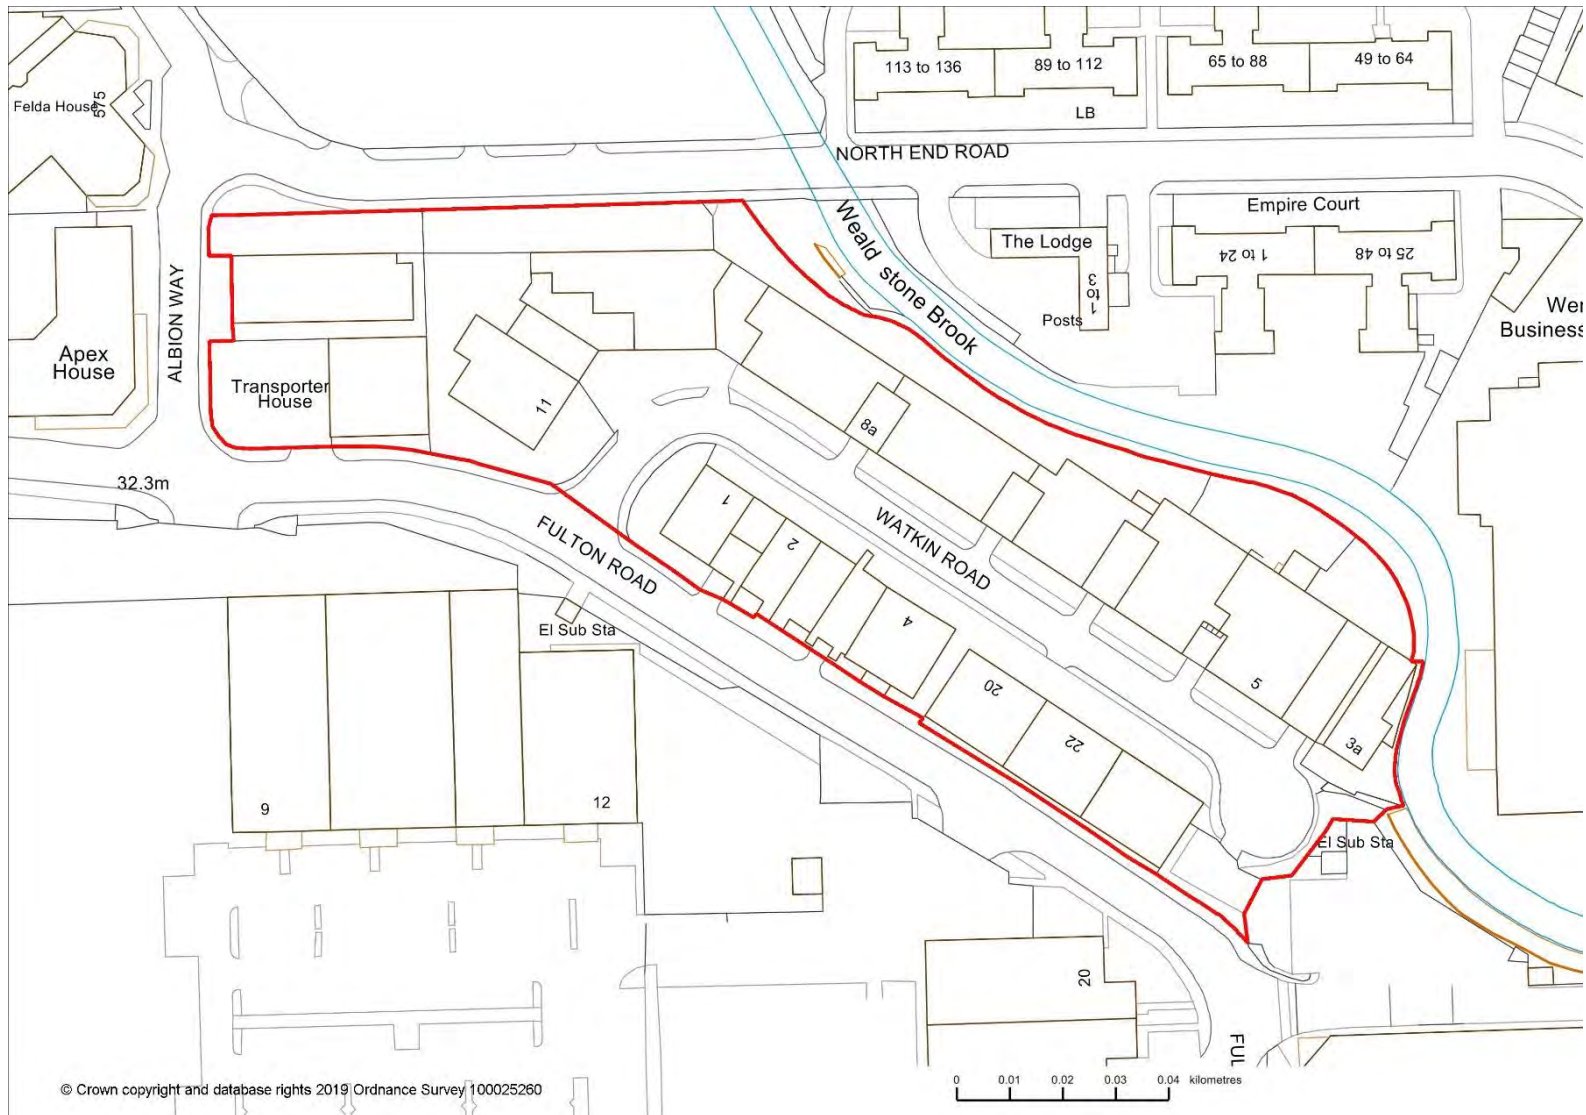 113 to 136
89 to 112
65 to 88
49 to 64
Felda House
575
LB
NORTH END ROAD
Empire Court
Weald stone Brook
The Lodge
1 to 24
25 to 48
1 to 3
Posts
Business
ALBION WAY
Apex
House
Transporter
House
11
8a
32.3m
1
2
FULTON ROAD
WATKIN ROAD
4
El Sub Sta
20
22
5
3a
9
12
El Sub Sta
20
FUL
0 0.01 0.02 0.03 0.04 kilometres
© Crown copyright and database rights 2019 Ordnance Survey 100025260